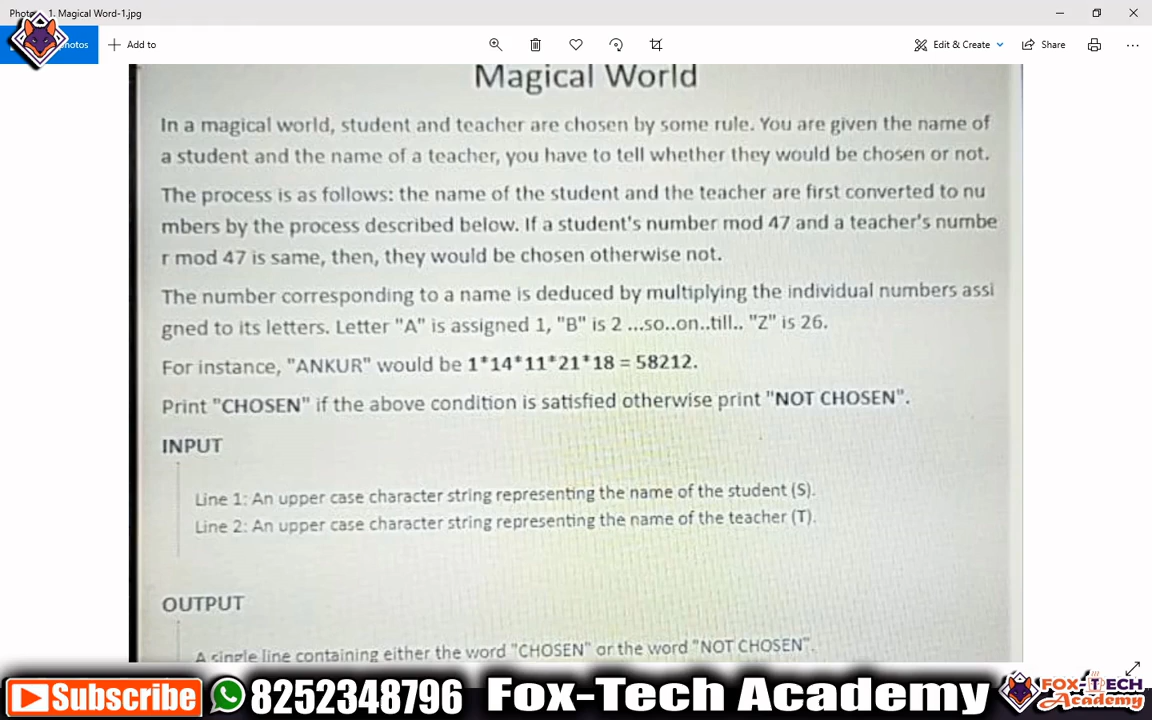 Photos - 1. Magical Word-1.jpg
photos
Add to
Edit & Create
Share
Magical World
In a magical world, student and teacher are chosen by some rule. You are given the name of
a student and the name of a teacher, you have to tell whether they would be chosen or not.
The process is as follows: the name of the student and the teacher are first converted to nu
mbers by the process described below. If a student's number mod 47 and a teacher's numbe
r mod 47 is same, then, they would be chosen otherwise not.
The number corresponding to a name is deduced by multiplying the individual numbers assi
gned to its letters. Letter "A" is assigned 1, "B" is 2 ...so..on..till.. "Z" is 26.
For instance, "ANKUR" would be 1*14*11*21*18 = 58212.
Print "CHOSEN" if the above condition is satisfied otherwise print "NOT CHOSEN".
INPUT
Line 1: An upper case character string representing the name of the student (S).
Line 2: An upper case character string representing the name of the teacher (T).
OUTPUT
A single line containing either the word "CHOSEN" or the word "NOT CHOSEN".
Subscribe
8252348796
Fox-Tech Academy
FOX-TECH
Academy